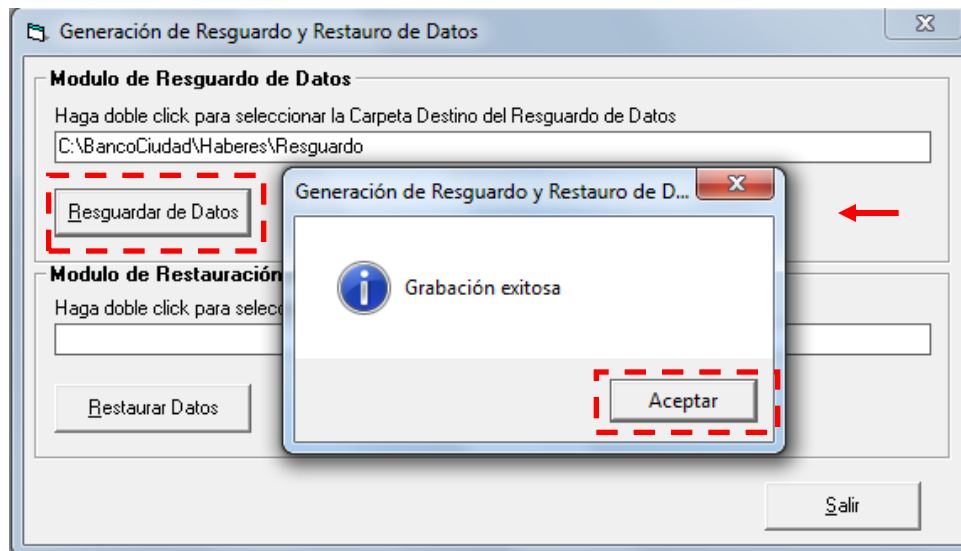 Generación de Resguardo y Restauro de Datos
Modulo de Resguardo de Datos
Haga doble click para seleccionar la Carpeta Destino del Resguardo de Datos
C:\BancoCiudad\Haberes\Resguardo
Resguardar de Datos
Generación de Resguardo y Restauro de D...
Grabación exitosa
Aceptar
Modulo de Restauración
Haga doble click para selecc
Restaurar Datos
Salir